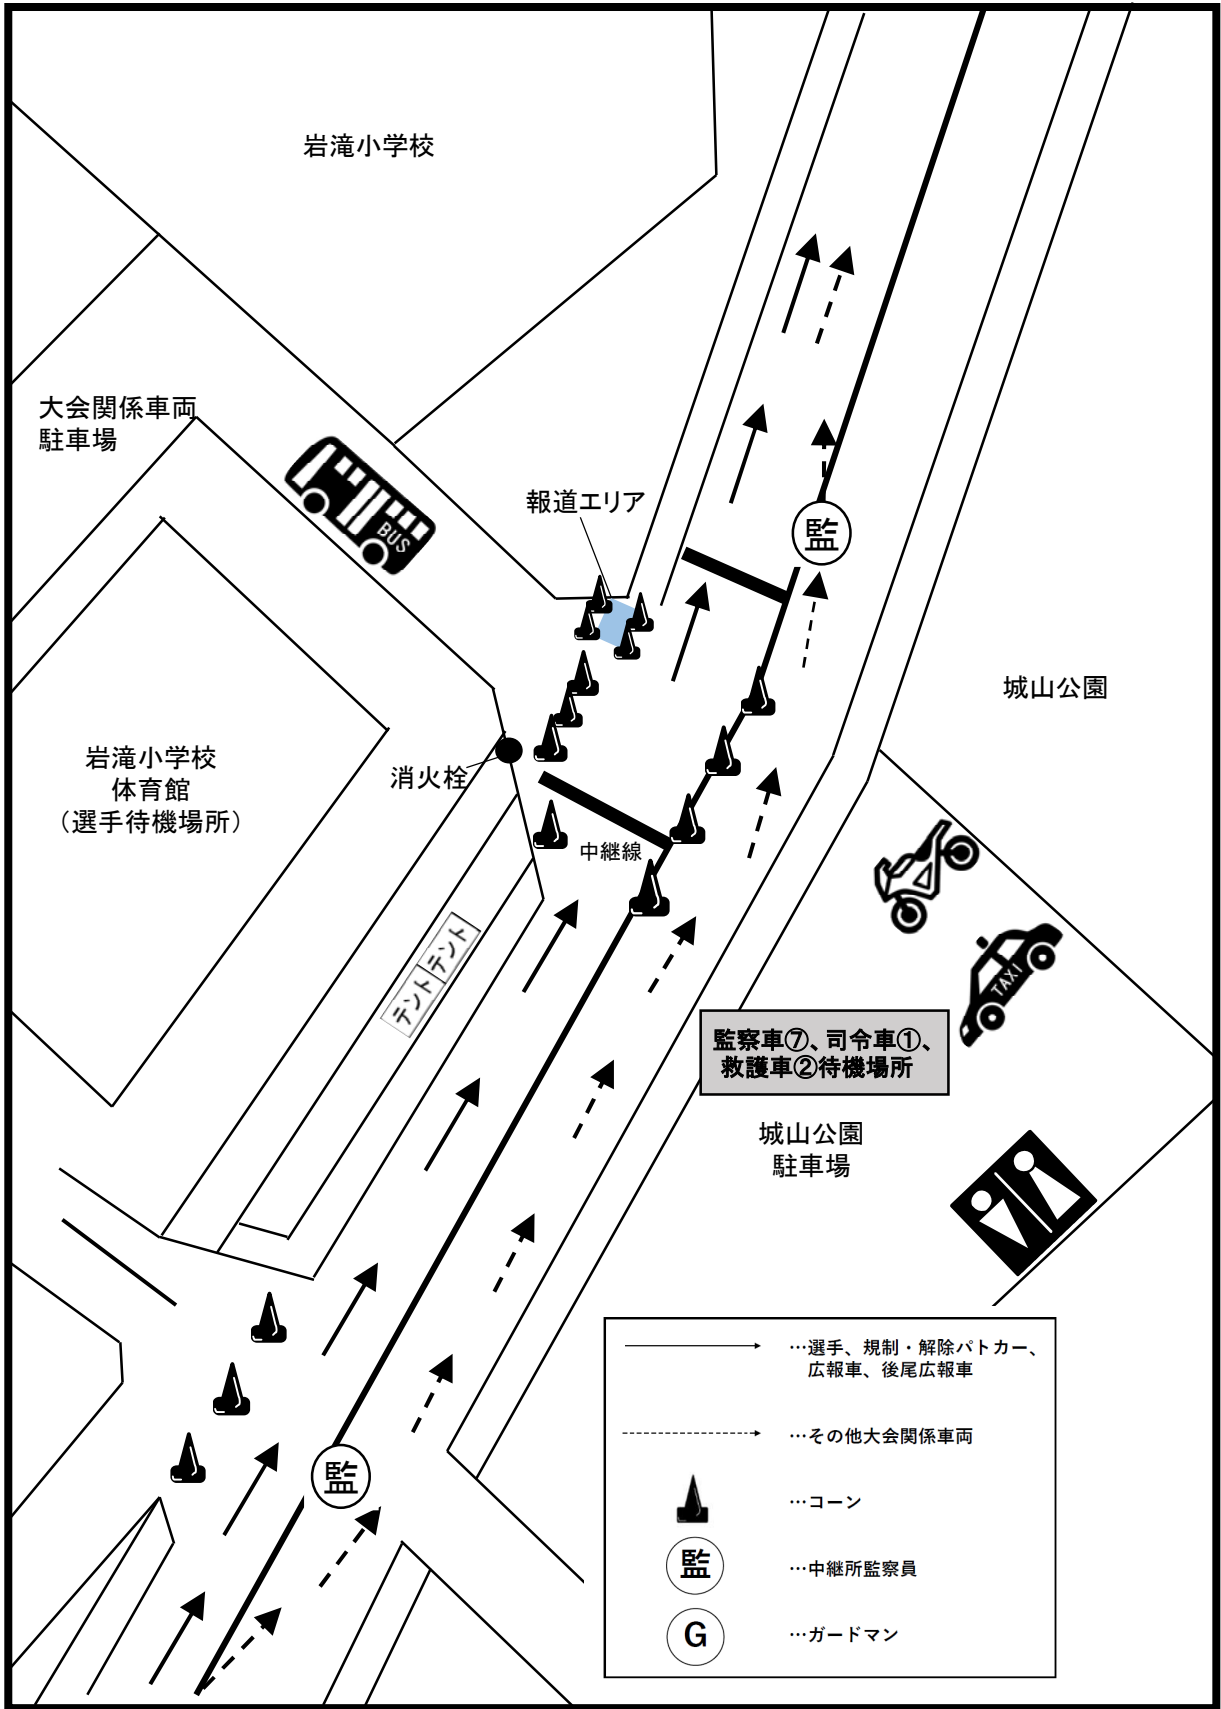 岩滝小学校
大会関係車両
駐車場
BUS
報道エリア
監
城山公園
岩滝小学校
体育館
（選手待機場所）
消火栓
中継線
テント
テント
TAXI
監察車⑦、司令車①、
救護車②待機場所
城山公園
駐車場
監
…選手、規制・解除パトカー、
広報車、後尾広報車
…その他大会関係車両
…コーン
監
…中継所監察員
G
…ガードマン